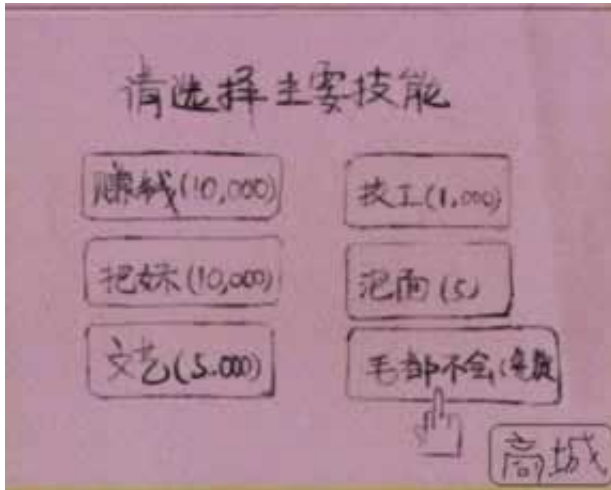 请选择主要技能
赚钱(10,000)
技工(1,000)
把妹(10,000)
泡面(5)
文艺(5.000)
毛都不会(免费
商城